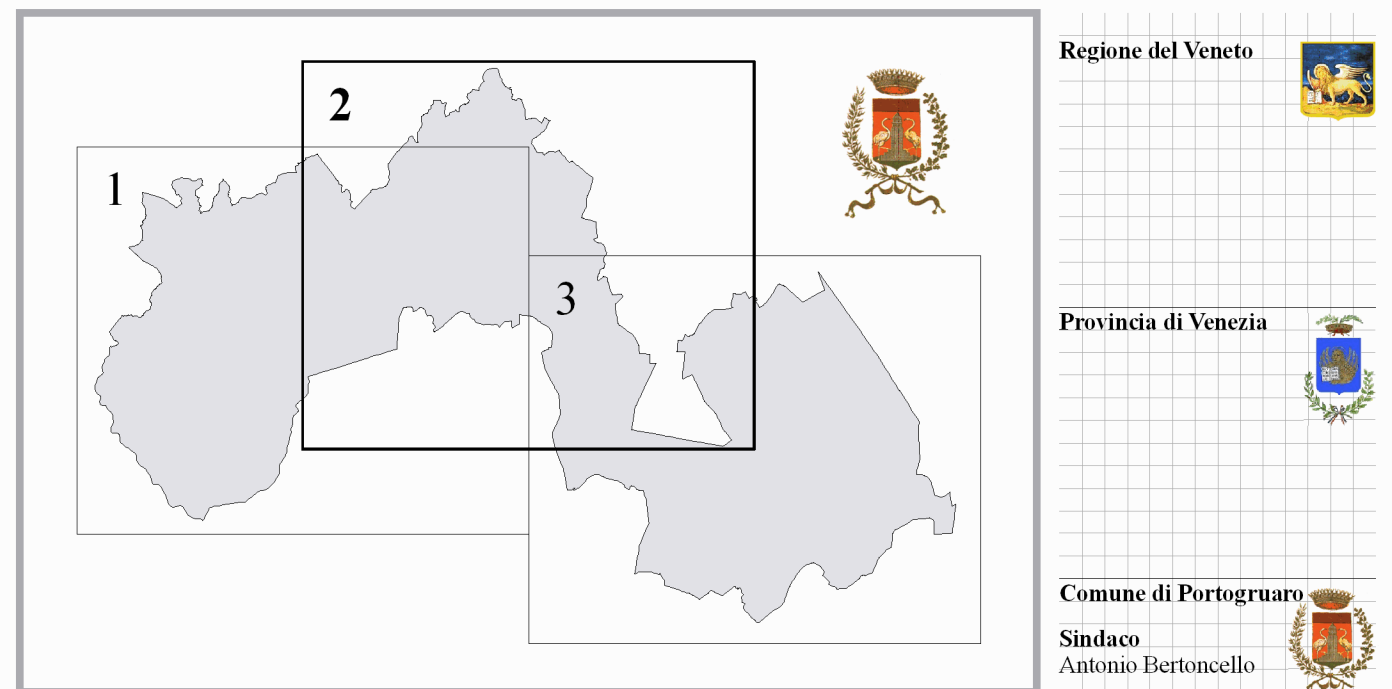 1
2
3
Regione del Veneto
Provincia di Venezia
Comune di Portogruaro
Sindaco
Antonio Bertoncello